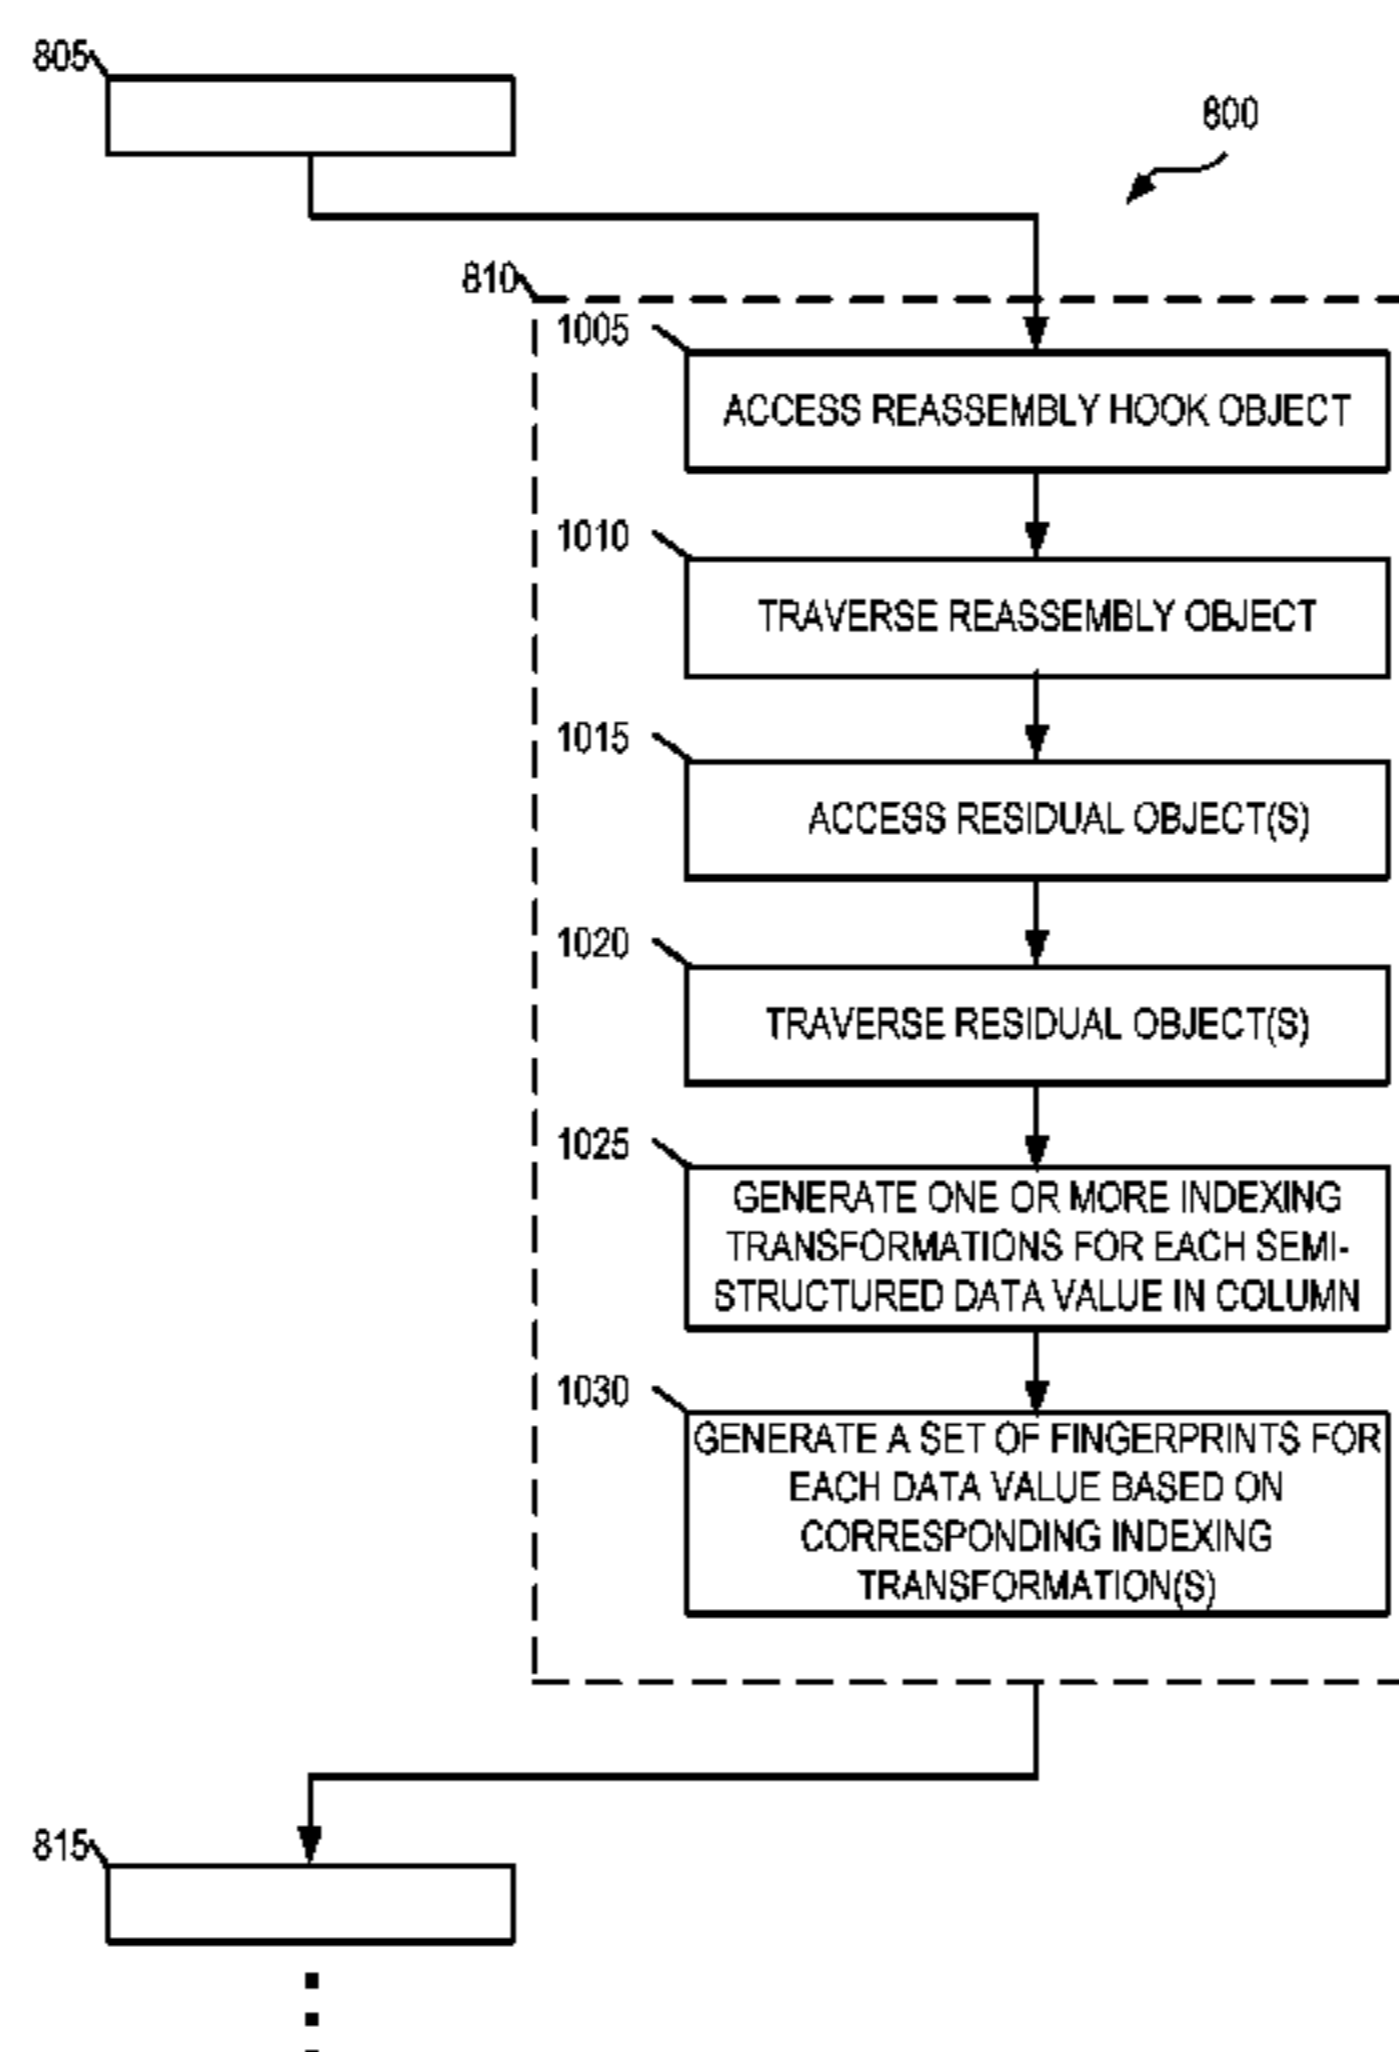 805
800
810
1005
ACCESS REASSEMBLY HOOK OBJECT
1010
TRAVERSE REASSEMBLY OBJECT
1015
ACCESS RESIDUAL OBJECT(S)
1020
TRAVERSE RESIDUAL OBJECT(S)
1025
GENERATE ONE OR MORE INDEXING
TRANSFORMATIONS FOR EACH SEMI-
STRUCTURED DATA VALUE IN COLUMN
1030
GENERATE A SET OF FINGERPRINTS FOR
EACH DATA VALUE BASED ON
CORRESPONDING INDEXING
TRANSFORMATION(S)
815